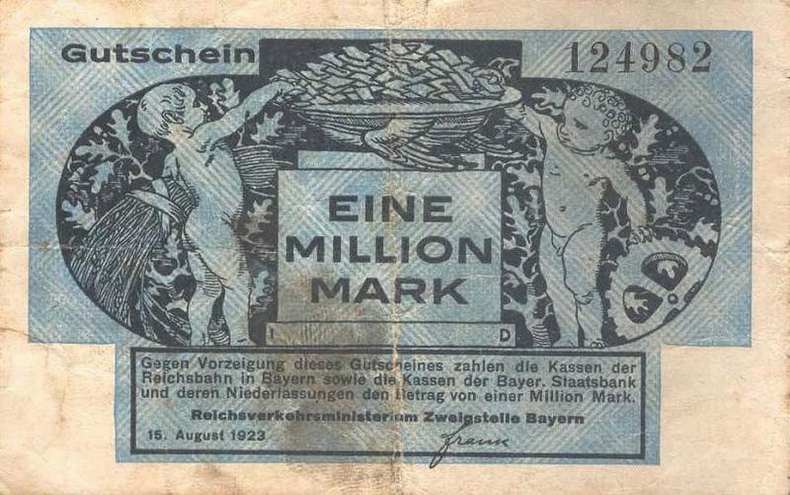 Gutschein 124982
EINE
MILLION
MARK
I D
Gegen Vorzeigung dieses Gutscheines zahlen die Kassen der
Reichsbahn in Bayern sowie die Kassen der Bayer. Staatsbank
und deren Niederlassungen den Betrag von einer Million Mark.
Reichsverkehrsministerium Zweigstelle Bayern
15. August 1923